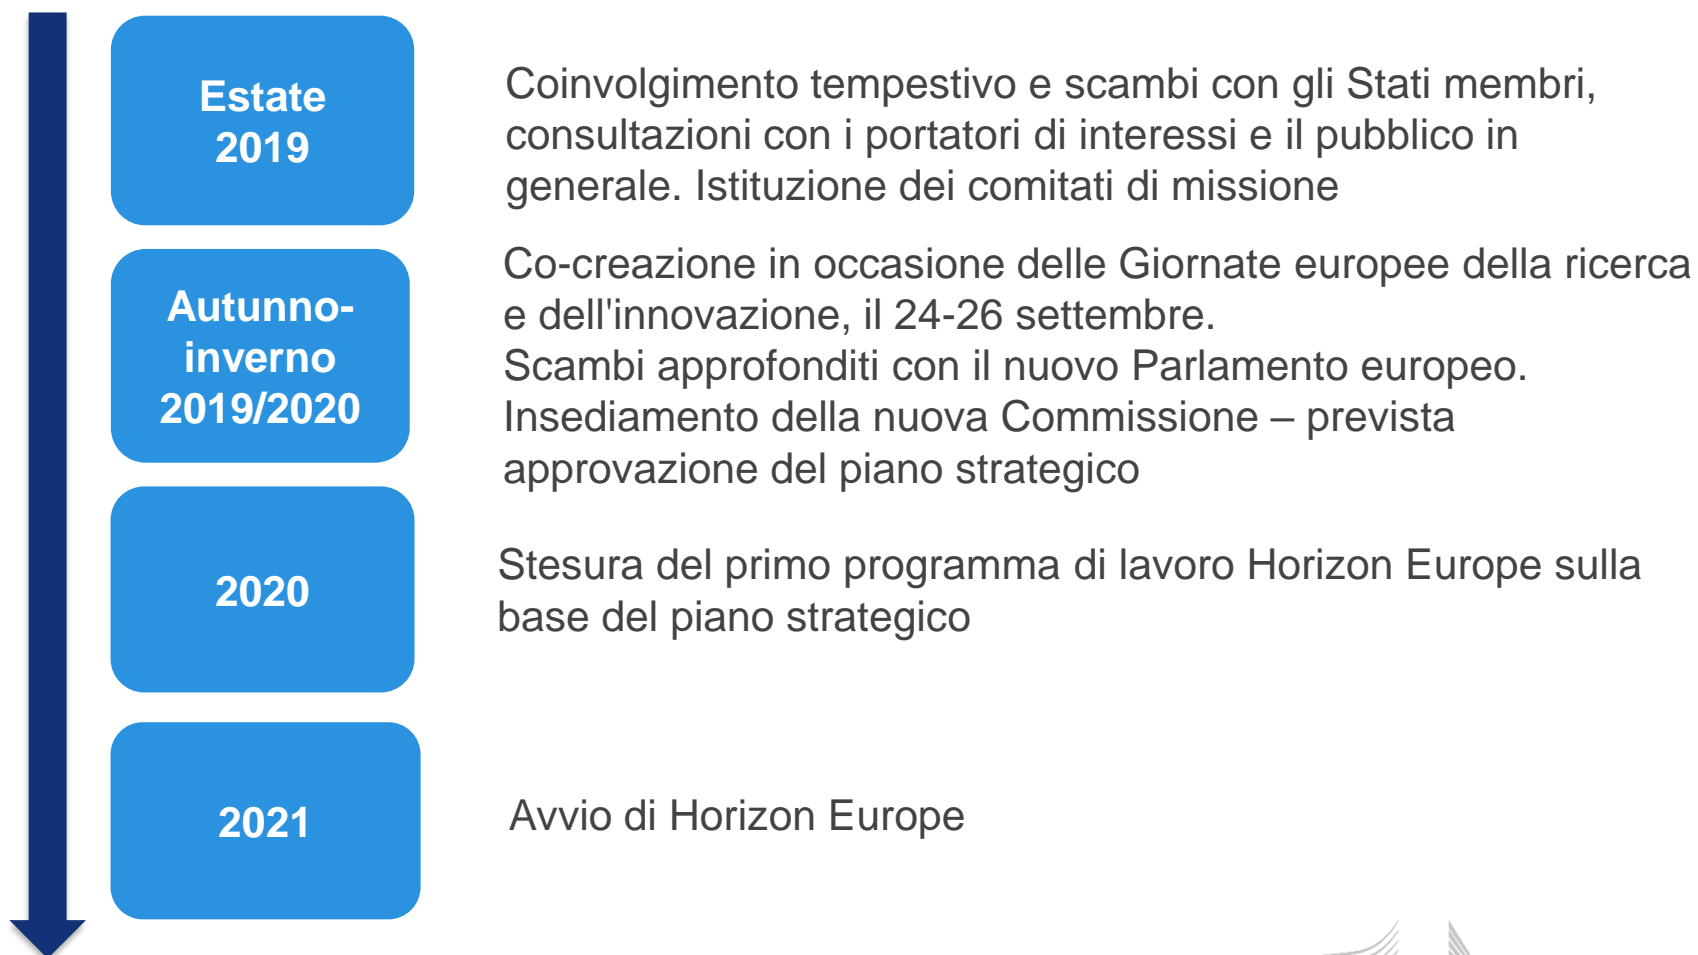 Estate
2019
Coinvolgimento tempestivo e scambi con gli Stati membri,
consultazioni con i portatori di interessi e il pubblico in
generale. Istituzione dei comitati di missione
Autunno-
inverno
2019/2020
Co-creazione in occasione delle Giornate europee della ricerca
e dell'innovazione, il 24-26 settembre.
Scambi approfonditi con il nuovo Parlamento europeo.
Insediamento della nuova Commissione – prevista
approvazione del piano strategico
2020
Stesura del primo programma di lavoro Horizon Europe sulla
base del piano strategico
2021
Avvio di Horizon Europe